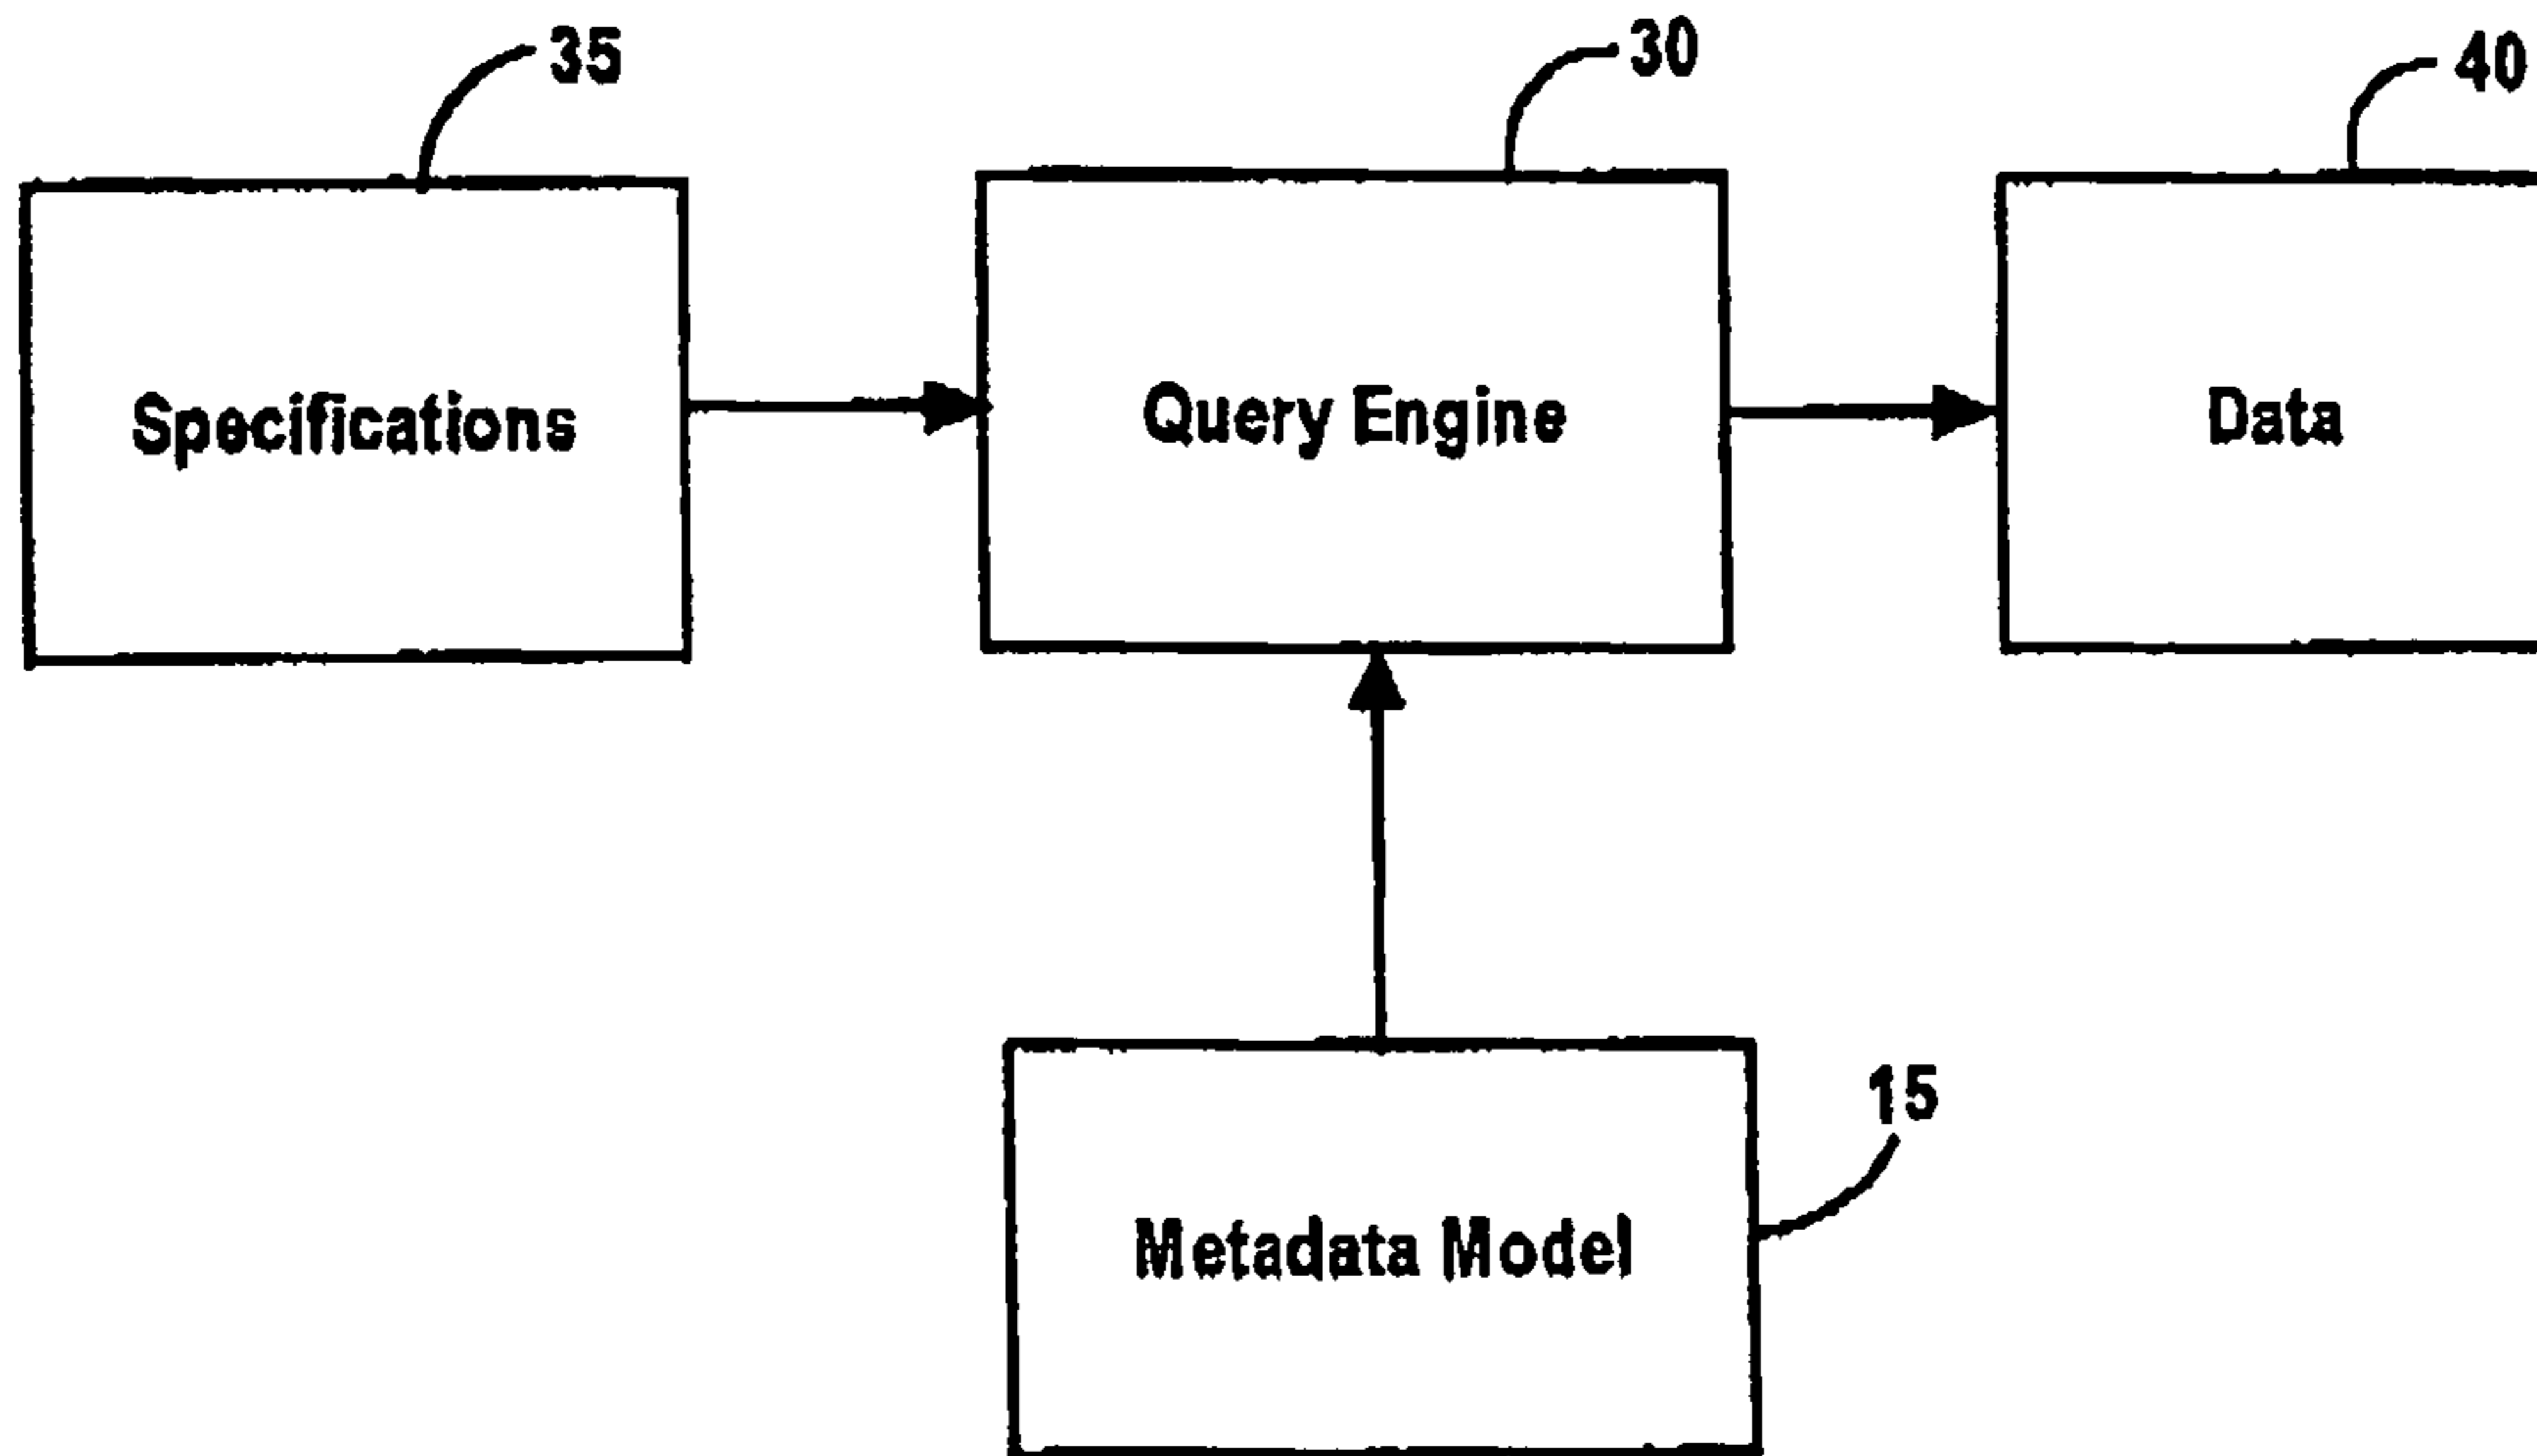 35
30
40
Specifications
Query Engine
Data
15
Metadata Model